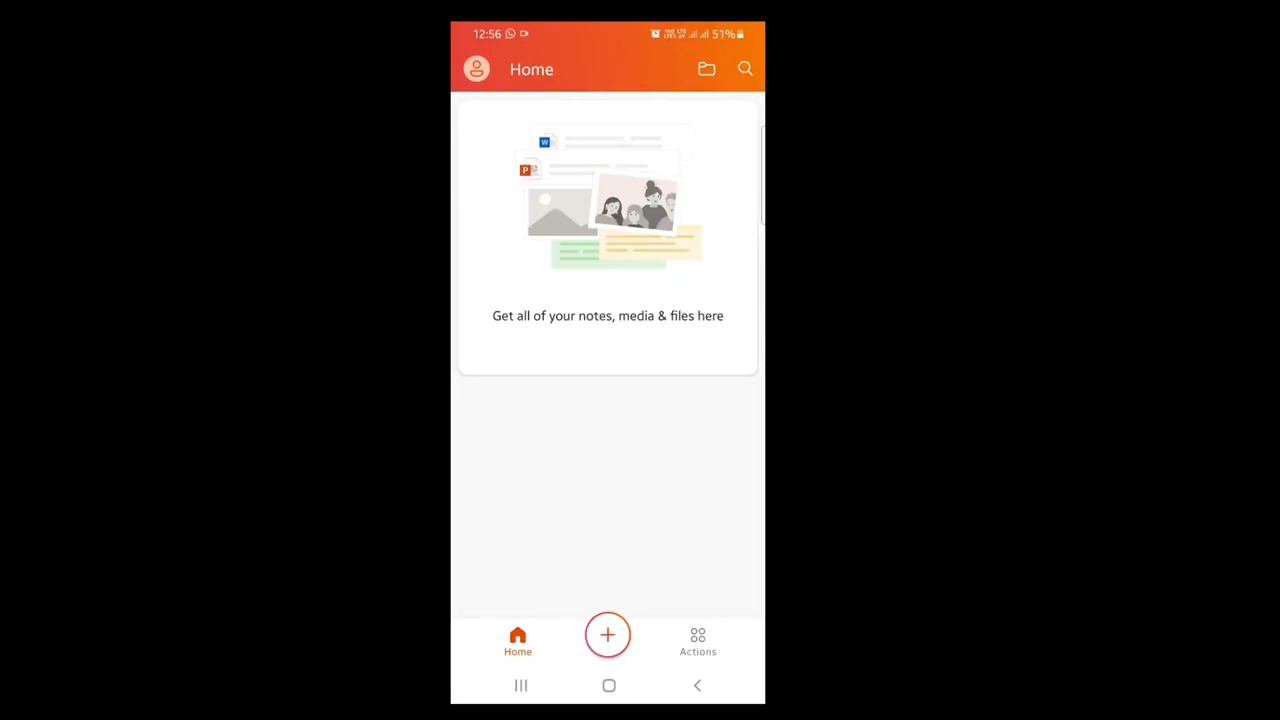 12:56 51%
Home
W
P
Get all of your notes, media & files here
Home
Actions